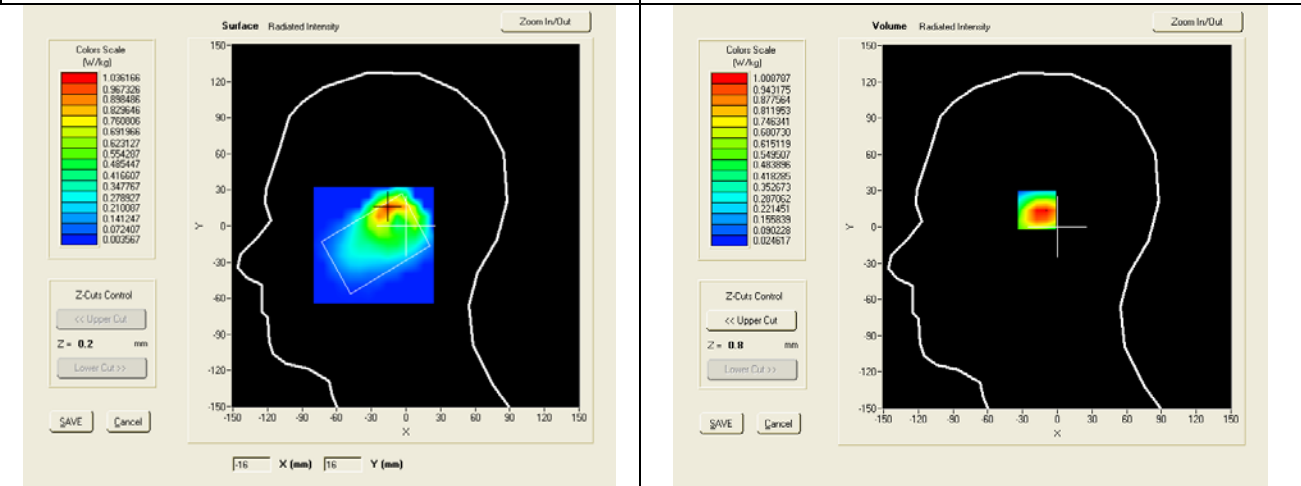 Surface Radiated Intensity
Zoom In/Out
Colors Scale
(W/kg)
1.036166
0.967326
0.898486
0.829646
0.760806
0.691966
0.623127
0.554287
0.485447
0.416607
0.347767
0.278927
0.210087
0.141247
0.072407
0.003567
150
120
90
60
30
0
-30
-60
-90
-120
-150
Y
-150 -120 -90 -60 -30 0 30 60 90 120 150
X
Z-Cuts Control
<< Upper Cut
Z = 0.2 mm
Lower Cut >>
SAVE Cancel
-16 X (mm) 16 Y (mm)
Volume Radiated Intensity
Zoom In/Out
Colors Scale
(W/kg)
1.008787
0.943175
0.877564
0.811953
0.746341
0.680730
0.615119
0.549507
0.483896
0.418285
0.352673
0.287062
0.221451
0.155839
0.090228
0.024617
150
120
90
60
30
0
-30
-60
-90
-120
-150
Y
-150 -120 -90 -60 -30 0 30 60 90 120 150
X
Z-Cuts Control
<< Upper Cut
Z = 0.8 mm
Lower Cut >>
SAVE Cancel